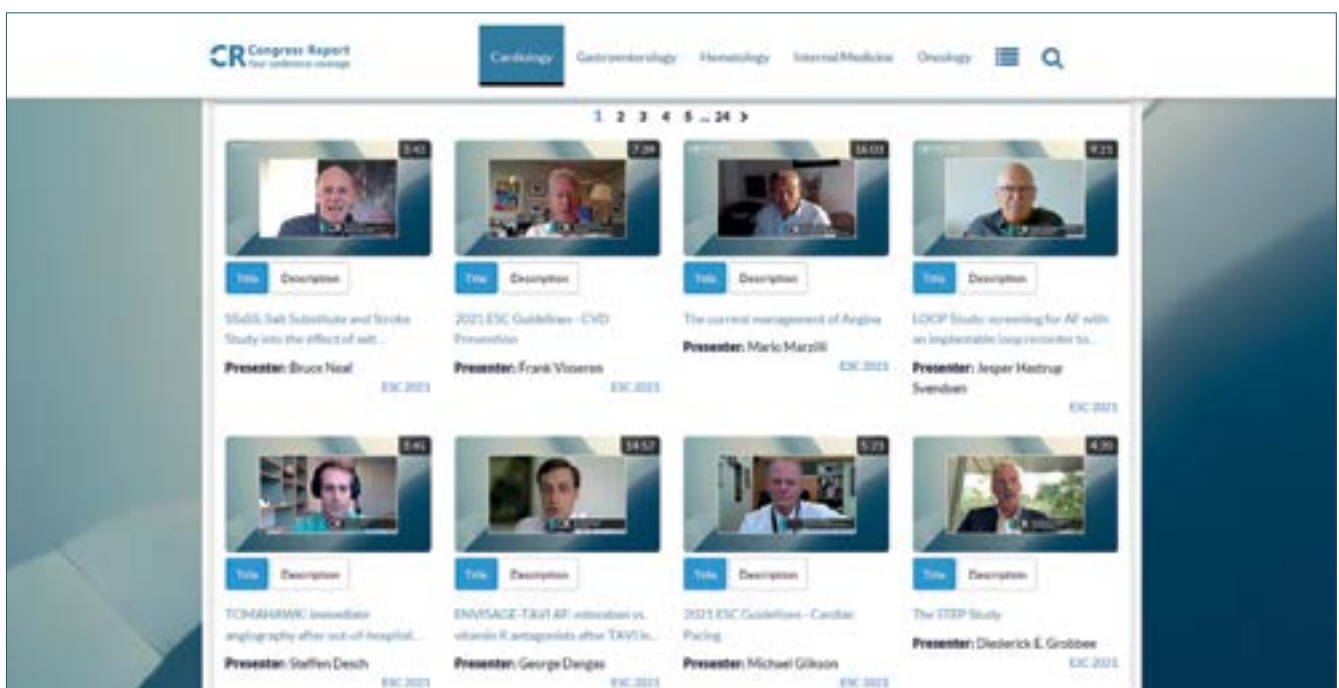 CR Congress Report
Your conference coverage
Cardiology Gastroenterology Hematology Internal Medicine Oncology
1 2 3 4 5 ... 24 >
7:39 16:03 9:21
Title Description Title Description Title Description Title Description
SSaSS: Salt Substitute and Stroke
Study into the effect of salt...
Presenter: Bruce Neal
ESC 2021
2021 ESC Guidelines - CVD
Prevention
Presenter: Frank Visseren
ESC 2021
The current management of Angina
Presenter: Mario Marzilli
ESC 2021
LOOP Study: screening for AF with
an implantable loop recorder to...
Presenter: Jesper Hastrup
Svendsen
ESC 2021
14:52 5:23 4:20
Title Description Title Description Title Description Title Description
TOMAHAWK: immediate
angiography after out-of-hospital...
Presenter: Steffen Desch
ESC 2021
ENVISAGE-TAVI AF: edoxaban vs.
vitamin K antagonists after TAVI in...
Presenter: George Dangas
ESC 2021
2021 ESC Guidelines - Cardiac
Pacing
Presenter: Michael Glikson
ESC 2021
The STEP Study
Presenter: Diederick E. Grobbee
ESC 2021